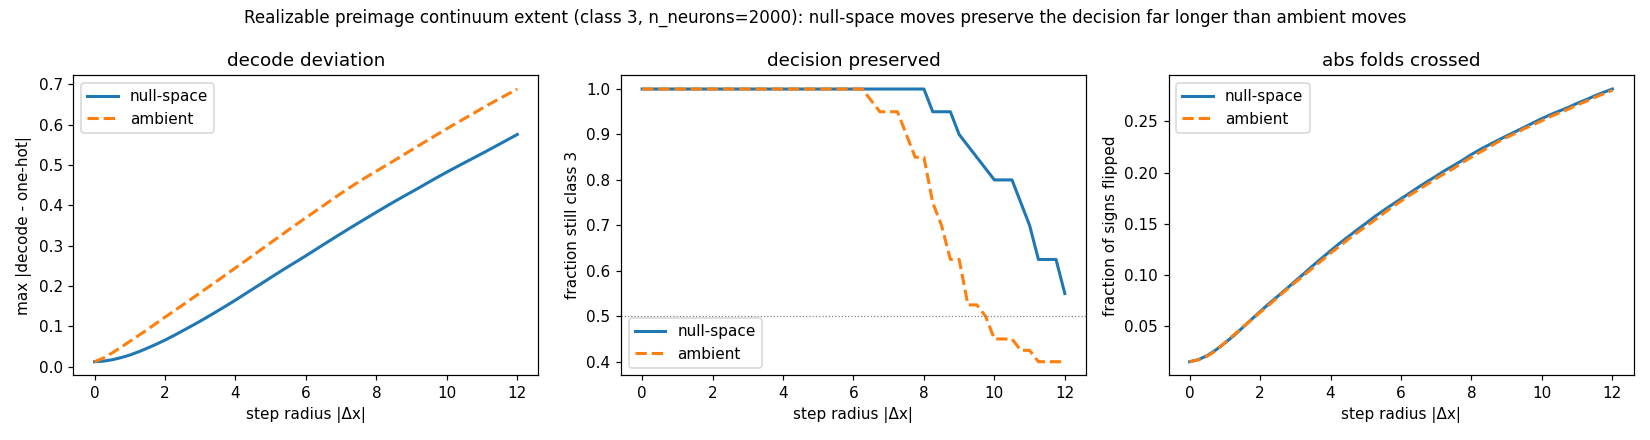 Realizable preimage continuum extent (class 3, n_neurons=2000): null-space moves preserve the decision far longer than ambient moves
decode deviation
max |decode - one-hot|
0.7
0.6
0.5
0.4
0.3
0.2
0.1
0.0
null-space
ambient
0 2 4 6 8 10 12
step radius |Δx|
decision preserved
fraction still class 3
1.0
0.9
0.8
0.7
0.6
0.5
0.4
null-space
ambient
0 2 4 6 8 10 12
step radius |Δx|
abs folds crossed
fraction of signs flipped
0.25
0.20
0.15
0.10
0.05
null-space
ambient
0 2 4 6 8 10 12
step radius |Δx|